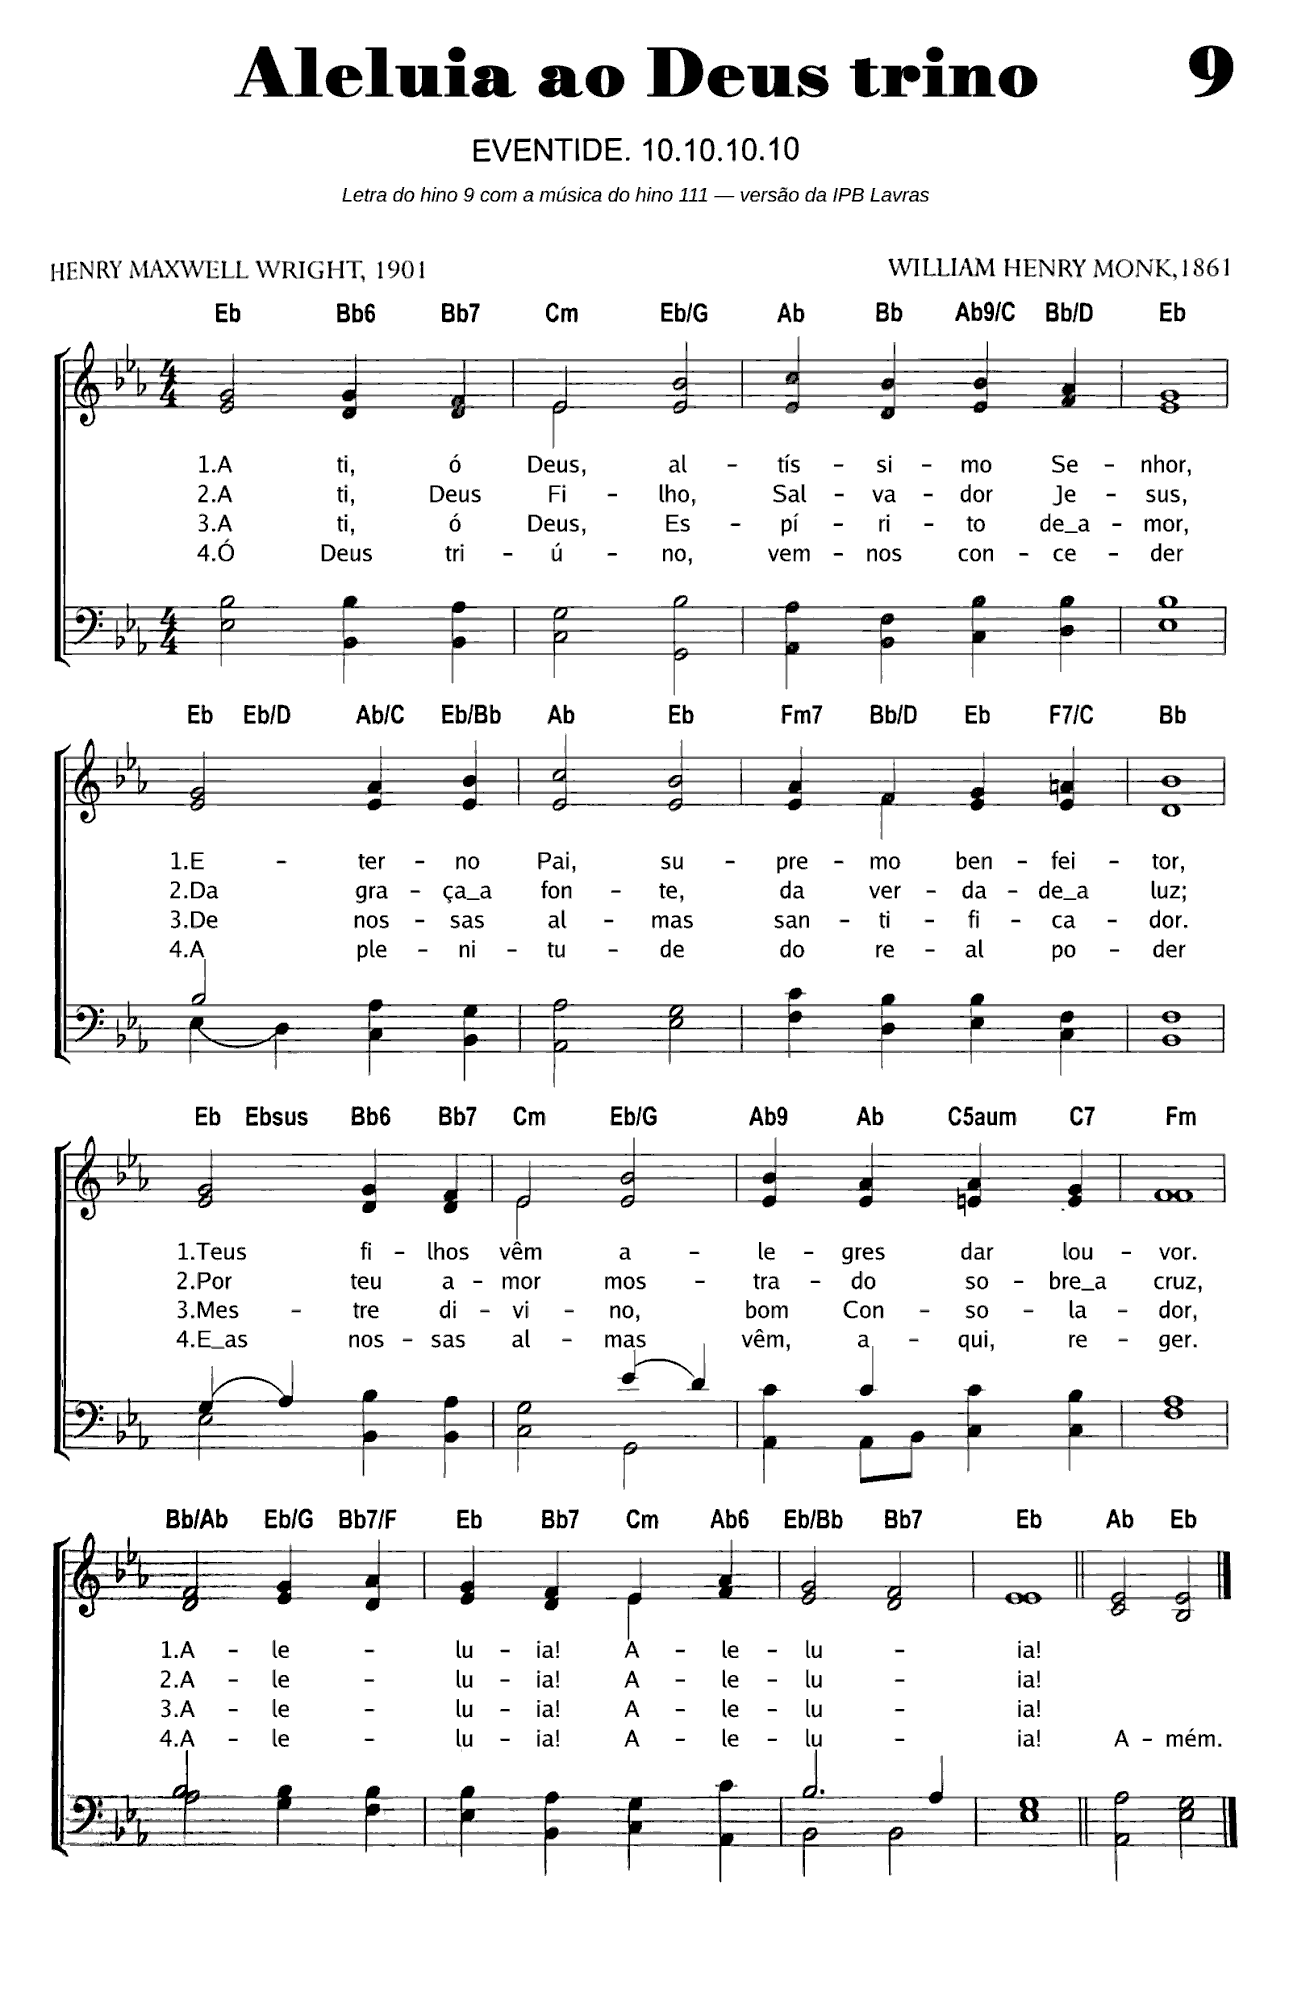 Aleluia ao Deus trino 9
EVENTIDE. 10.10.10.10
Letra do hino 9 com a música do hino 111 — versão da IPB Lavras
HENRY MAXWELL WRIGHT, 1901 WILLIAM HENRY MONK,1861
Eb Bb6 Bb7 Cm Eb/G Ab Bb Ab9/C Bb/D Eb
4 4
1.A ti, ó Deus, al – tís – si – mo Se – nhor,
2.A ti, Deus Fi – lho, Sal – va – dor Je – sus,
3.A ti, ó Deus, Es – pí – ri – to de_a – mor,
4.Ó Deus tri – ú – no, vem – nos con – ce – der
4 4
Eb Eb/D Ab/C Eb/Bb Ab Eb Fm7 Bb/D Eb F7/C Bb
1.E – ter – no Pai, su – pre – mo ben – fei – tor,
2.Da gra – ça_a fon – te, da ver – da – de_a luz;
3.De nos – sas al – mas san – ti – fi – ca – dor.
4.A ple – ni – tu – de do re – al po – der
Eb Ebsus Bb6 Bb7 Cm Eb/G Ab9 Ab C5aum C7 Fm
1.Teus fi – lhos vêm a – le – gres dar lou – vor.
2.Por teu a – mor mos – tra – do so – bre_a cruz,
3.Mes – tre di – vi – no, bom Con – so – la – dor,
4.E_as nos – sas al – mas vêm, a – qui, re – ger.
Bb/Ab Eb/G Bb7/F Eb Bb7 Cm Ab6 Eb/Bb Bb7 Eb Ab Eb
1.A – le – lu – ia! A – le – lu – ia!
2.A – le – lu – ia! A – le – lu – ia!
3.A – le – lu – ia! A – le – lu – ia!
4.A – le – lu – ia! A – le – lu – ia! A – mém.